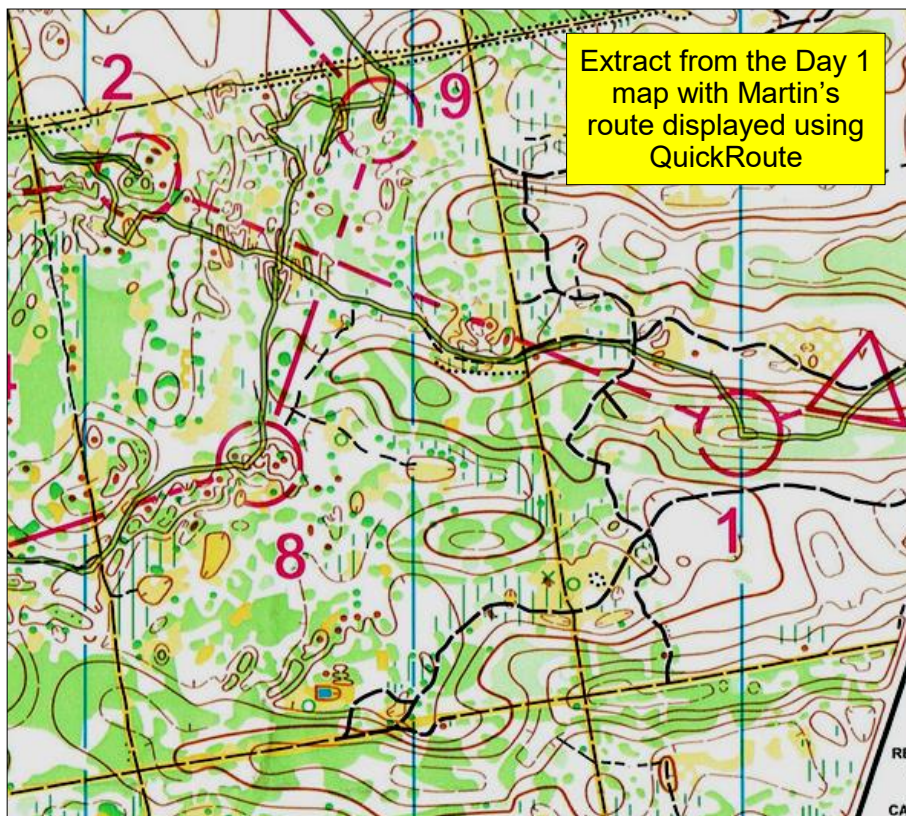 Extract from the Day 1
map with Martin's
route displayed using
QuickRoute
2
9
8
1